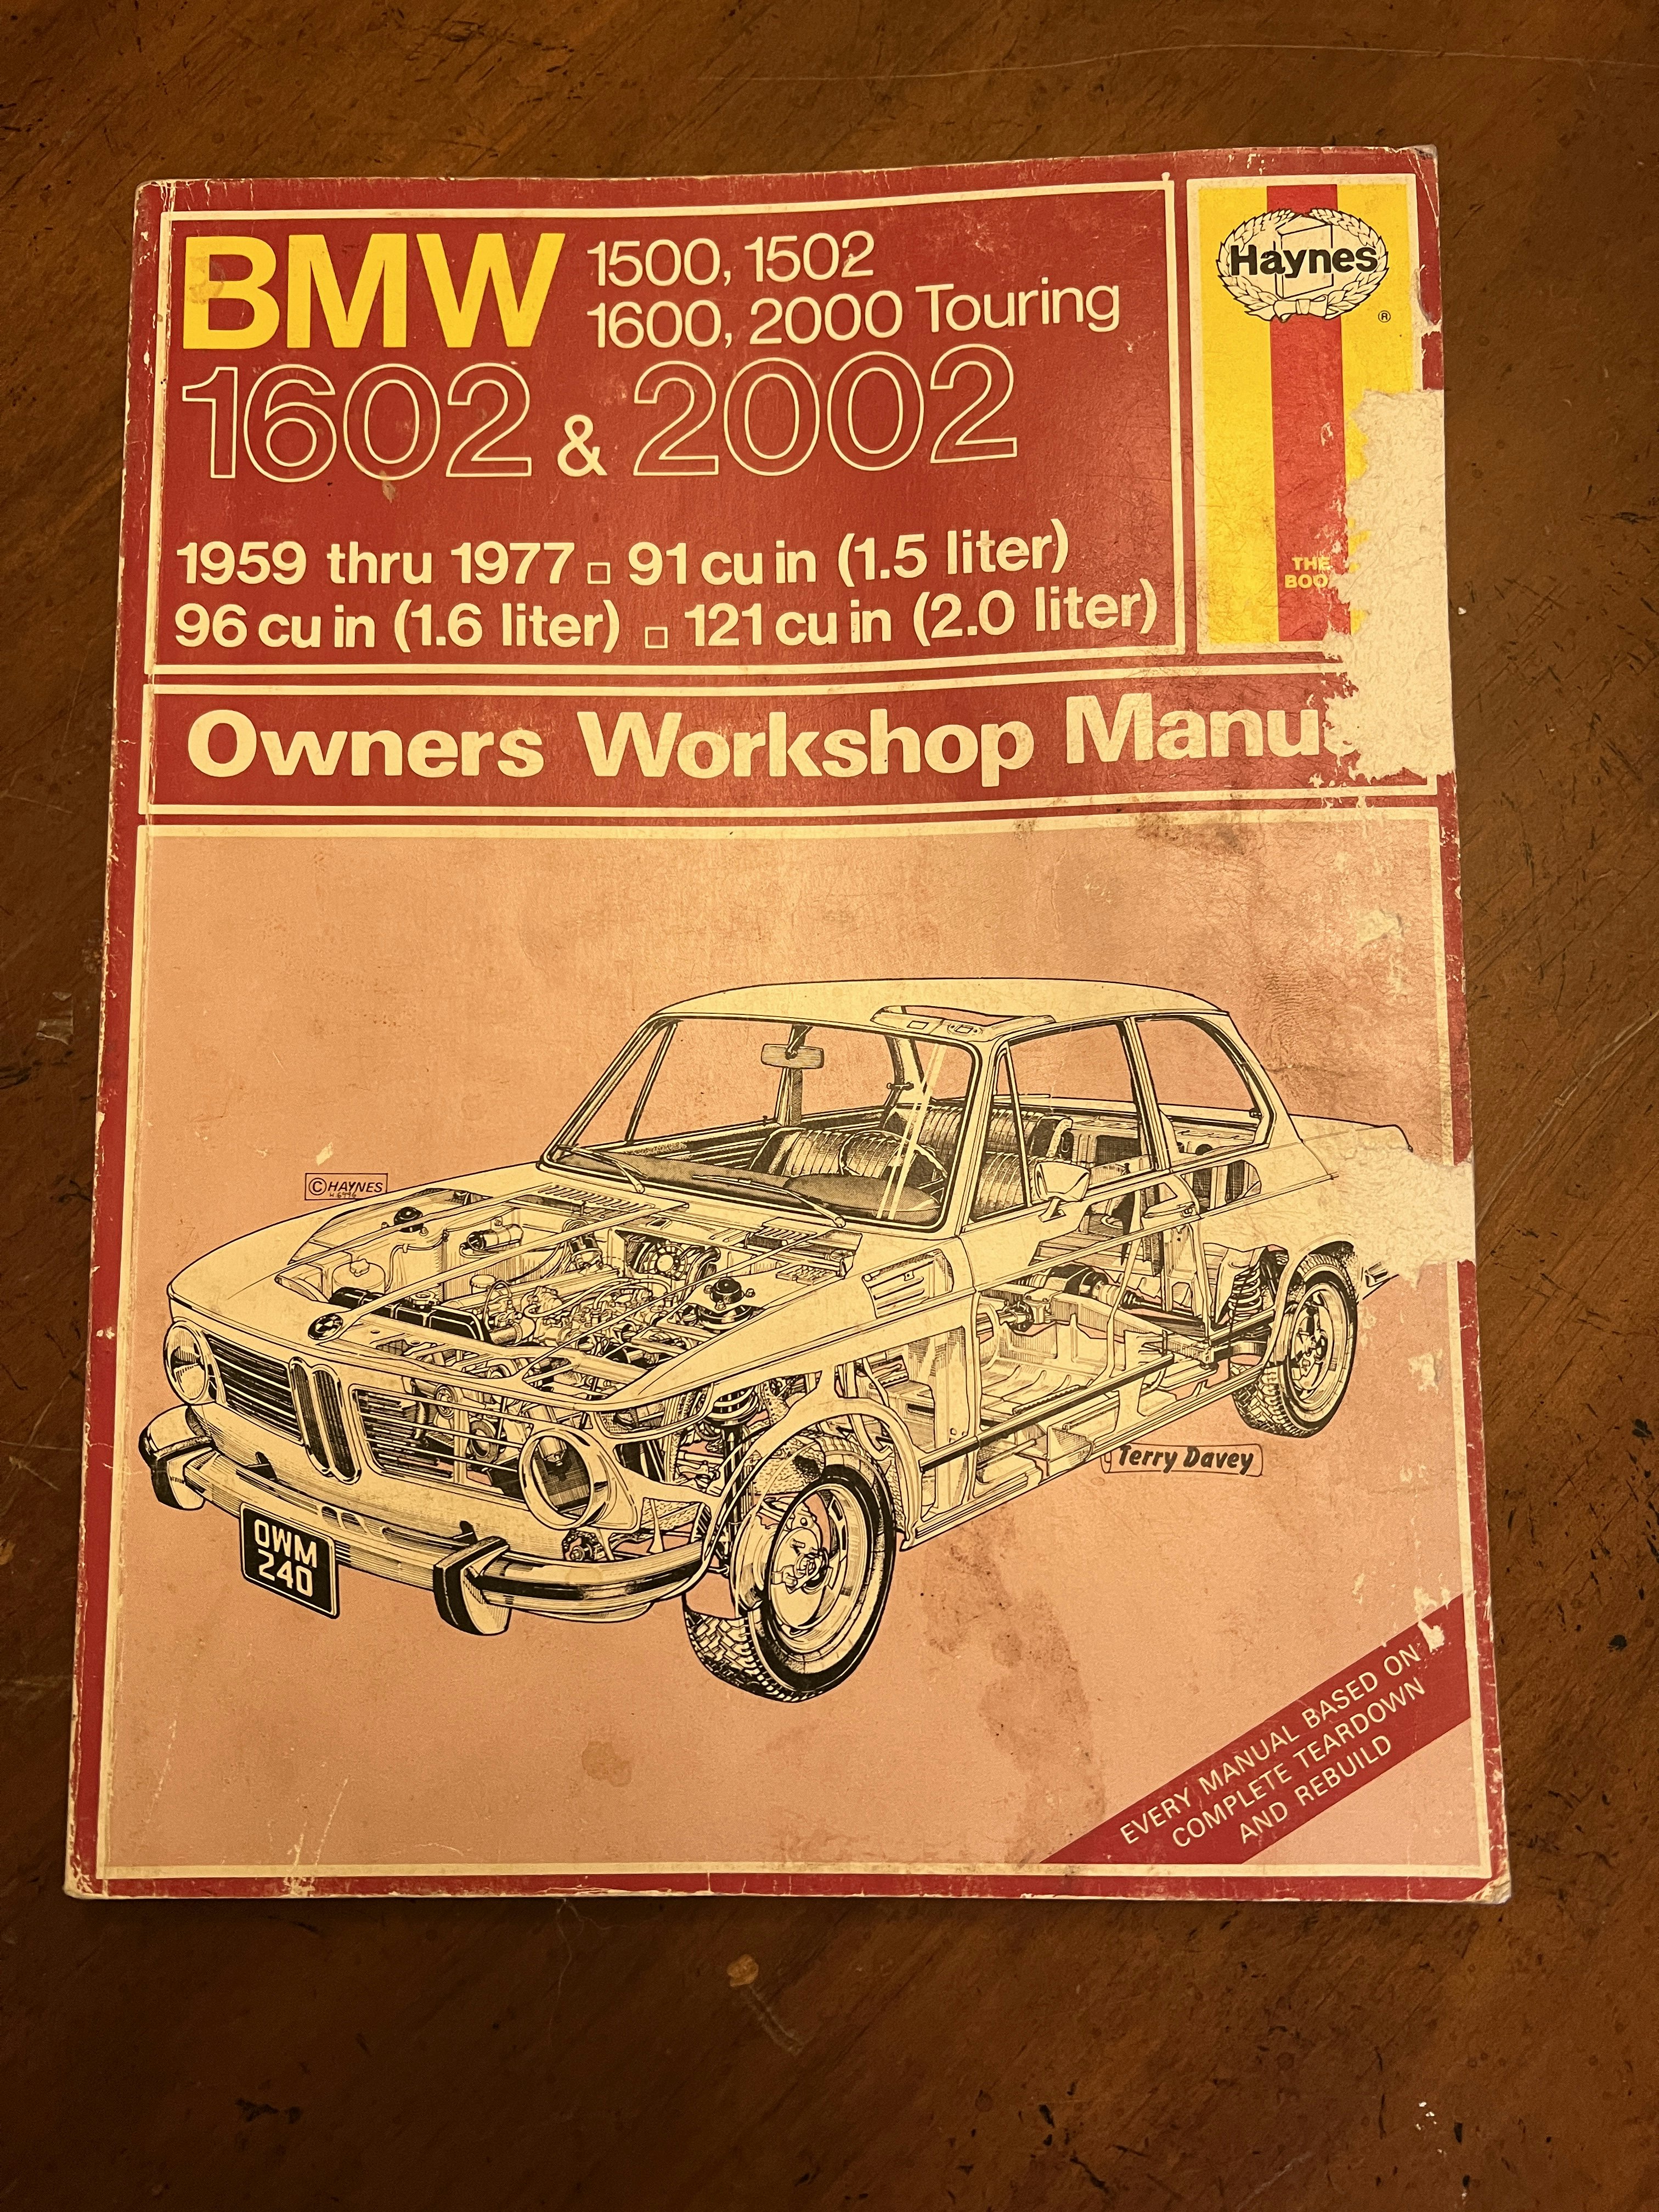 BMW 1500, 1502
1600, 2000 Touring
1602 & 2002
1959 thru 1977 □ 91 cu in (1.5 liter)
96 cu in (1.6 liter) □ 121 cu in (2.0 liter)
Haynes
®
THE
Owners Workshop
© HAYNES
Terry Davey
OWM
240
EVERY MANUAL BASED ON A
COMPLETE TEARDOWN
AND REBUILD